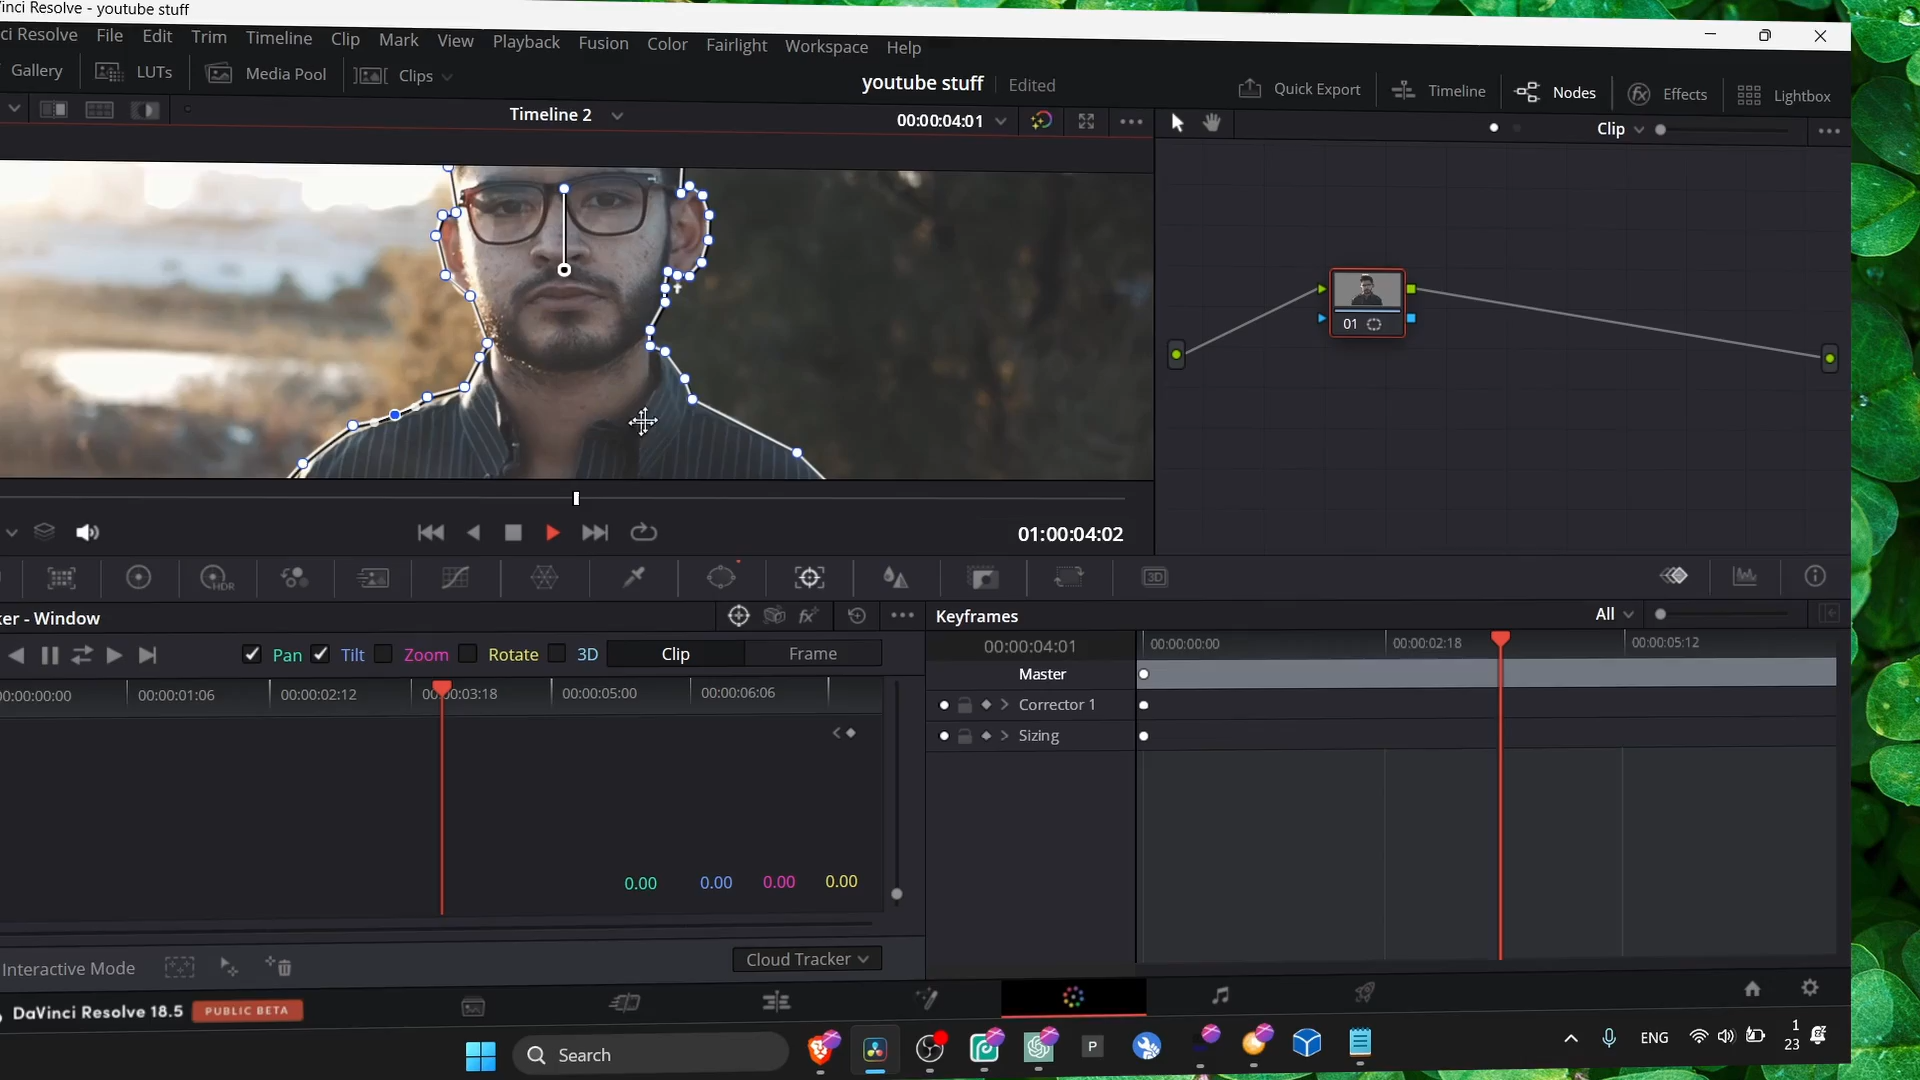 inci Resolve - youtube stuff
ci Resolve File Edit Trim Timeline Clip Mark View Playback Fusion Color Fairlight Workspace Help
Gallery LUTs Media Pool Clips youtube stuff Edited Quick Export Timeline Nodes Effects Lightbox
Timeline 2 00:00:04:01 Clip
01
01:00:04:02
HDR 3D
er - Window Keyframes All
Pan Tilt Zoom Rotate 3D Clip Frame 00:00:04:01 00:00:00:00 00:00:02:18 00:00:05:12
0:00:00:00 00:00:01:06 00:00:02:12 00:00:03:18 00:00:05:00 00:00:06:06 Master
Corrector 1
Sizing
0.00 0.00 0.00 0.00
Interactive Mode Cloud Tracker
DaVinci Resolve 18.5 PUBLIC BETA
Search P ENG 1
23